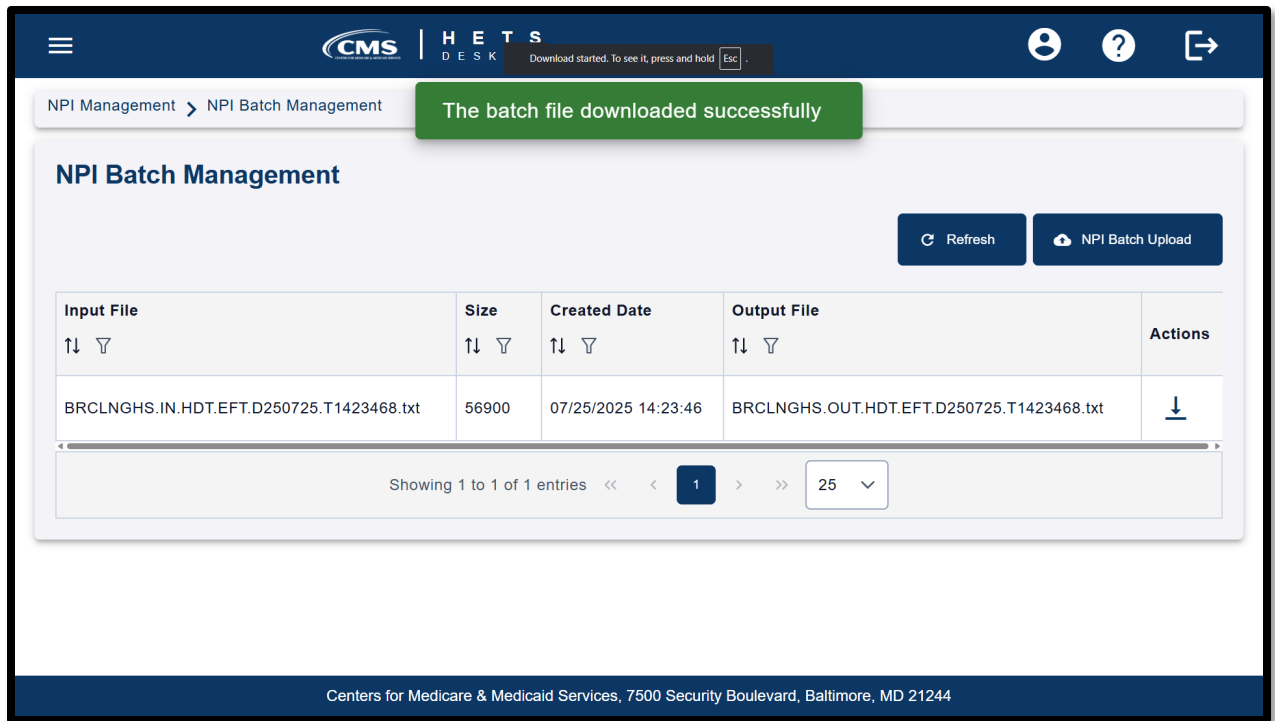 CMS
H E T S
D E S K
Download started. To see it, press and hold Esc .
NPI Management > NPI Batch Management
The batch file downloaded successfully
NPI Batch Management
Refresh
NPI Batch Upload
Input File Size Created Date Output File Actions
BRCLNGHS.IN.HDT.EFT.D250725.T1423468.txt 56900 07/25/2025 14:23:46 BRCLNGHS.OUT.HDT.EFT.D250725.T1423468.txt
Showing 1 to 1 of 1 entries << < 1 > >> 25
Centers for Medicare & Medicaid Services, 7500 Security Boulevard, Baltimore, MD 21244